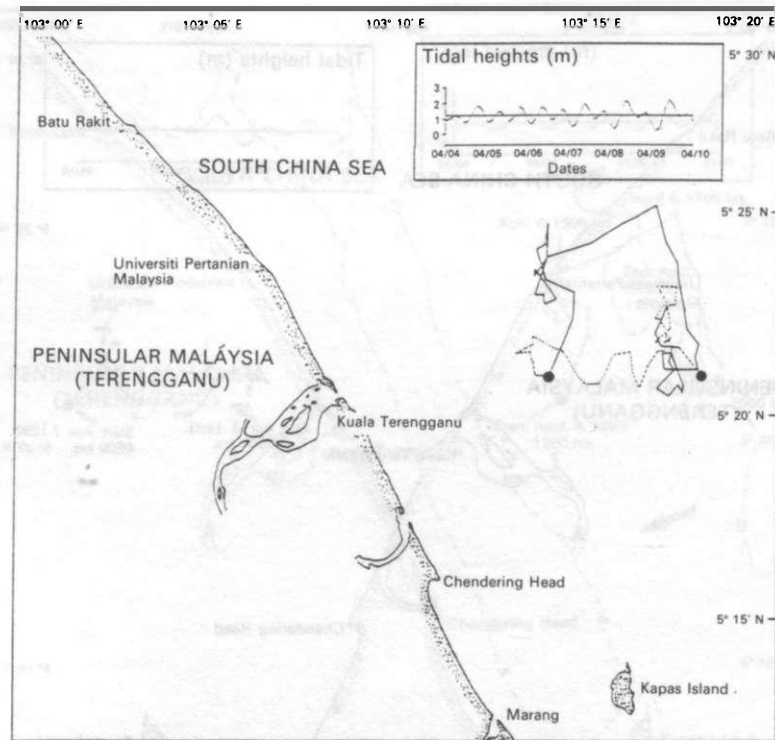 103° 00' E 103° 05' E 103° 10' E 103° 15' E 103° 20' E
5° 30' N
Tidal heights (m)
3
2
1
0
04/04 04/05 04/06 04/07 04/08 04/09 04/10
Dates
Batu Rakit
SOUTH CHINA SEA
5° 25' N
Universiti Pertanian
Malaysia
PENINSULAR MALÁYSIA
(TERENGGANU)
5° 20' N
Kuala Terengganu
Chendering Head
5° 15' N
Kapas Island
Marang